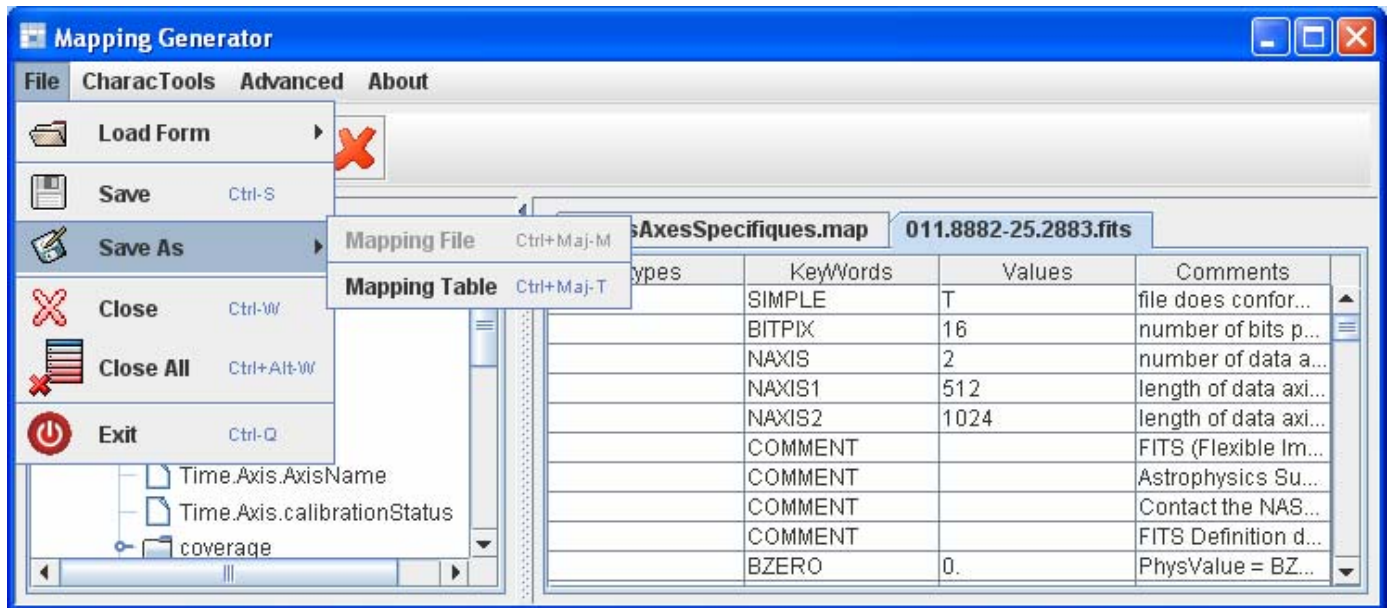 Mapping Generator
File CharacTools Advanced About
Load Form
Save Ctrl-S
Save As
Mapping File Ctrl+Maj-M
Mapping Table Ctrl+Maj-T
Close Ctrl-W
Close All Ctrl+Alt-W
Exit Ctrl-Q
Time.Axis.AxisName
Time.Axis.calibrationStatus
coverage
sAxesSpecifiques.map 011.8882-25.2883.fits
ypes KeyWords Values Comments
SIMPLE T file does confor...
BITPIX 16 number of bits p...
NAXIS 2 number of data a...
NAXIS1 512 length of data axi...
NAXIS2 1024 length of data axi...
COMMENT FITS (Flexible Im...
COMMENT Astrophysics Su...
COMMENT Contact the NAS...
COMMENT FITS Definition d...
BZERO 0. PhysValue = BZ...